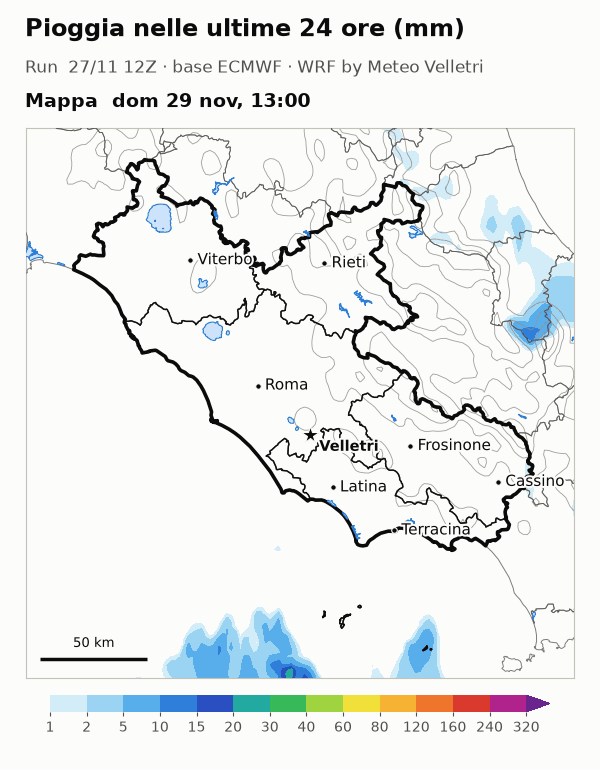 Pioggia nelle ultime 24 ore (mm)
Run  27/11 12Z · base ECMWF · WRF by Meteo Velletri
Mappa  dom 29 nov, 13:00
Viterbo
Rieti
Roma
Velletri
Frosinone
Cassino
Latina
Terracina
50 km
1 2 5 10 15 20 30 40 60 80 120 160 240 320